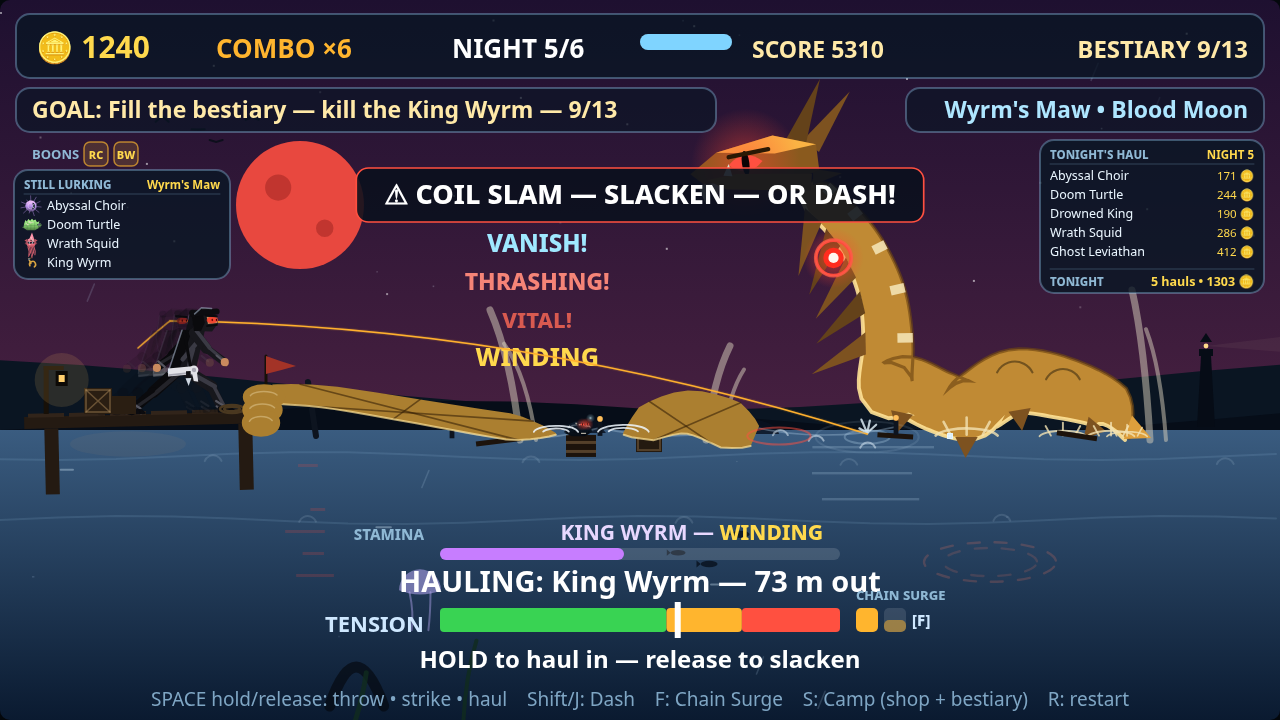 1240 COMBO ×6 NIGHT 5/6 SCORE 5310 BESTIARY 9/13
GOAL: Fill the bestiary — kill the King Wyrm — 9/13
Wyrm's Maw • Blood Moon
BOONS RC BW
STILL LURKING Wyrm's Maw
Abyssal Choir
Doom Turtle
Wrath Squid
King Wyrm
⚠ COIL SLAM — SLACKEN — OR DASH!
VANISH!
THRASHING!
VITAL!
WINDING
TONIGHT'S HAUL NIGHT 5
Abyssal Choir 171
Doom Turtle 244
Drowned King 190
Wrath Squid 286
Ghost Leviathan 412
TONIGHT 5 hauls • 1303
STAMINA KING WYRM — WINDING
HAULING: King Wyrm — 73 m out
CHAIN SURGE
TENSION [F]
HOLD to haul in — release to slacken
SPACE hold/release: throw • strike • haul Shift/J: Dash F: Chain Surge S: Camp (shop + bestiary) R: restart